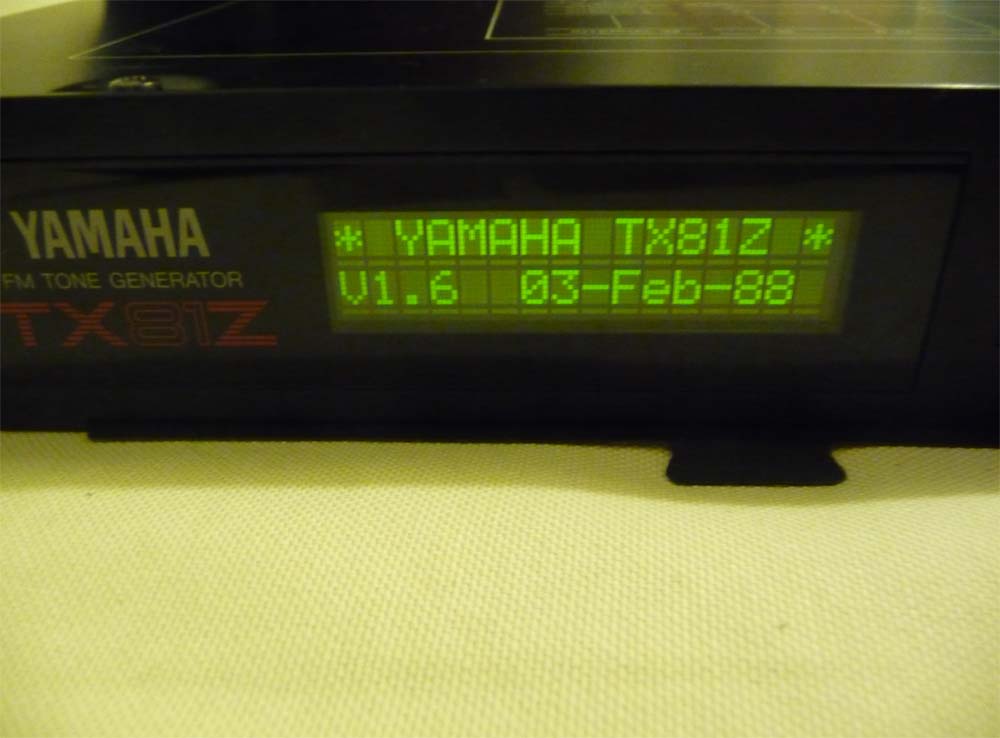 YAMAHA
FM TONE GENERATOR
TX81Z
* YAMAHA TX81Z *
V1.6 03-Feb-88